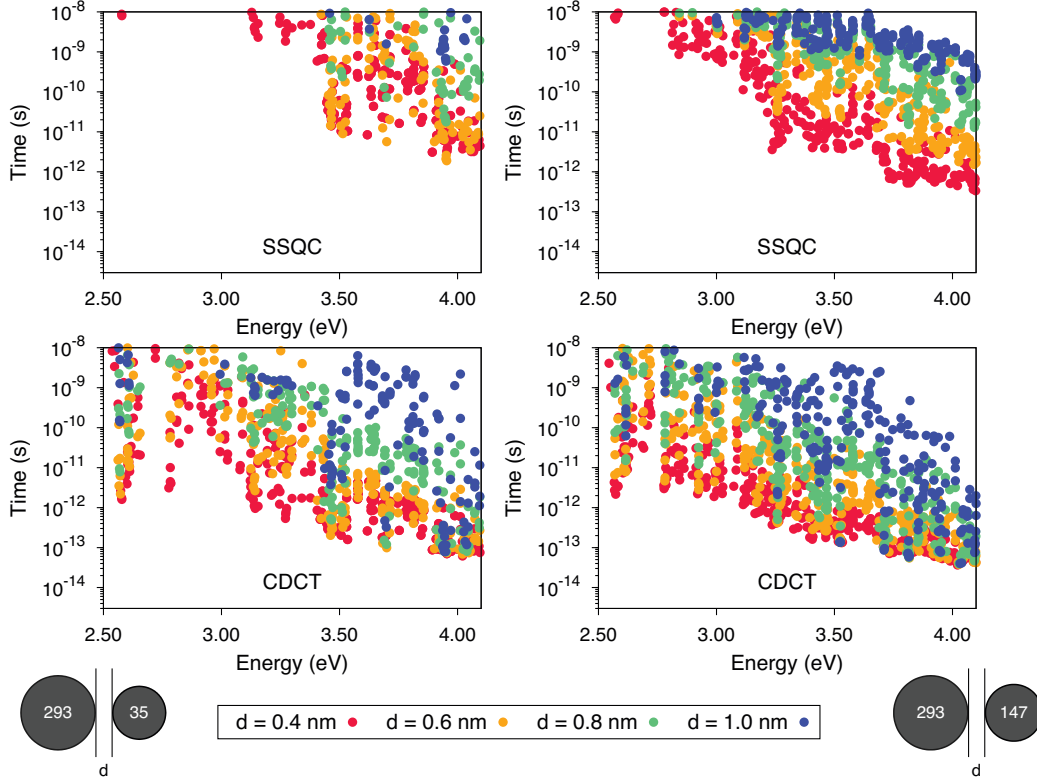 10⁻⁸ 10⁻⁸
10⁻⁹ 10⁻⁹
10⁻¹⁰ 10⁻¹⁰
10⁻¹¹ 10⁻¹¹
10⁻¹² 10⁻¹²
10⁻¹³ 10⁻¹³
10⁻¹⁴ 10⁻¹⁴
Time (s) Time (s)
SSQC SSQC
2.50 3.00 3.50 4.00 2.50 3.00 3.50 4.00
Energy (eV) Energy (eV)
10⁻⁸ 10⁻⁸
10⁻⁹ 10⁻⁹
10⁻¹⁰ 10⁻¹⁰
10⁻¹¹ 10⁻¹¹
10⁻¹² 10⁻¹²
10⁻¹³ 10⁻¹³
10⁻¹⁴ 10⁻¹⁴
Time (s) Time (s)
CDCT CDCT
2.50 3.00 3.50 4.00 2.50 3.00 3.50 4.00
Energy (eV) Energy (eV)
293 35 293 147
d = 0.4 nm d = 0.6 nm d = 0.8 nm d = 1.0 nm
d d